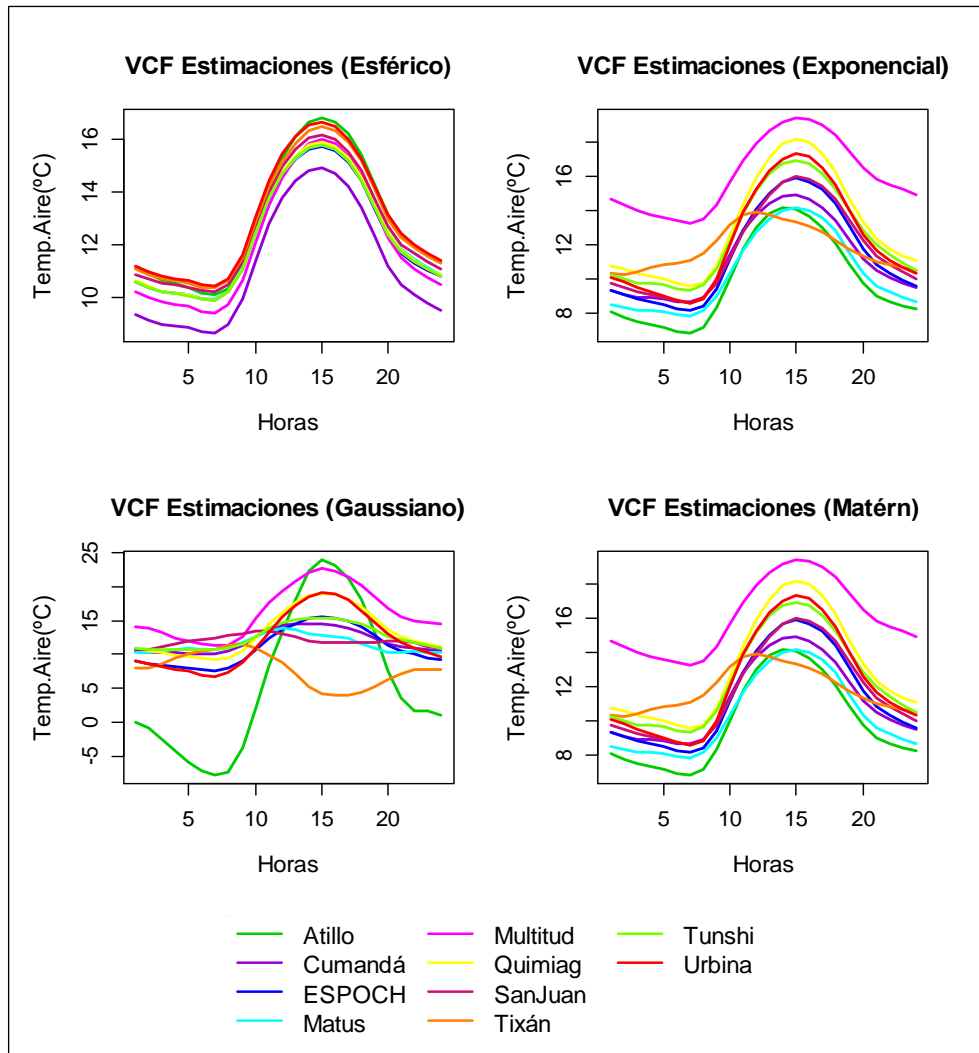 VCF Estimaciones (Esférico)
Temp.Aire(ºC)
16
14
12
10
5
10
15
20
Horas
VCF Estimaciones (Exponencial)
Temp.Aire(ºC)
16
12
8
5
10
15
20
Horas
VCF Estimaciones (Gaussiano)
Temp.Aire(ºC)
25
15
5
0
-5
5
10
15
20
Horas
VCF Estimaciones (Matérn)
Temp.Aire(ºC)
16
12
8
5
10
15
20
Horas
Atillo
Cumandá
ESPOCH
Matus
Multitud
Quimiag
SanJuan
Tixán
Tunshi
Urbina